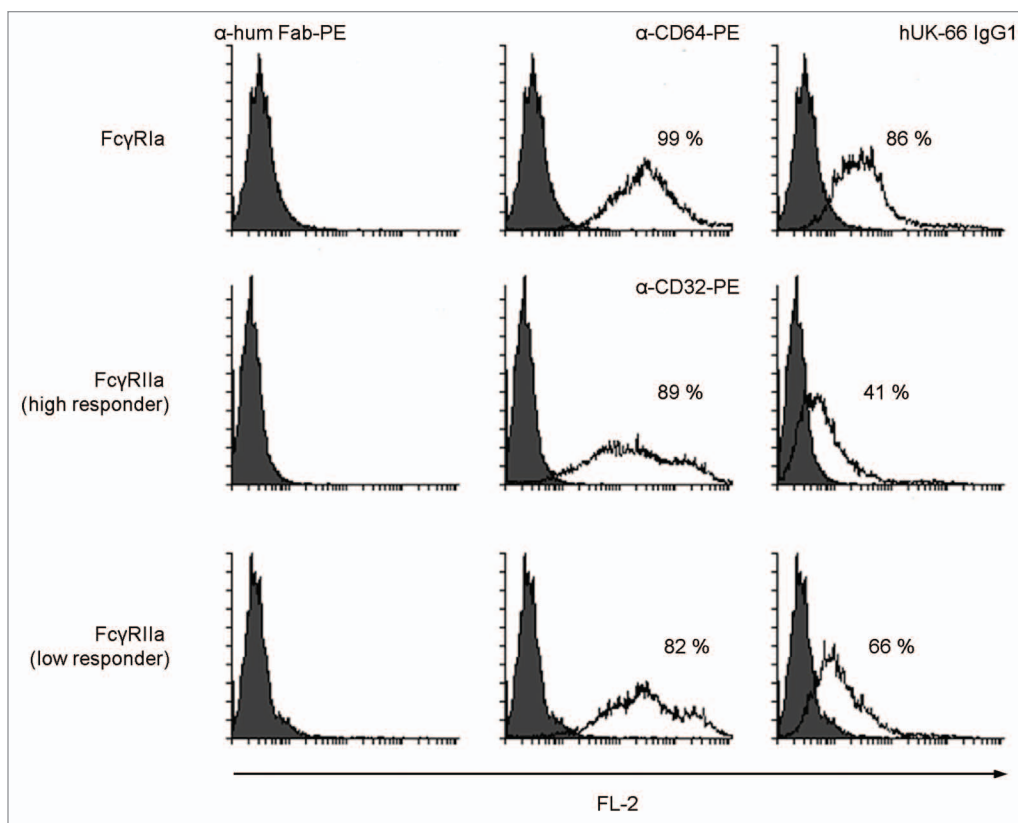 α-hum Fab-PE
α-CD64-PE
hUK-66 IgG1
FcγRIa
99 %
86 %
α-CD32-PE
FcγRIIa
(high responder)
89 %
41 %
FcγRIIa
(low responder)
82 %
66 %
FL-2